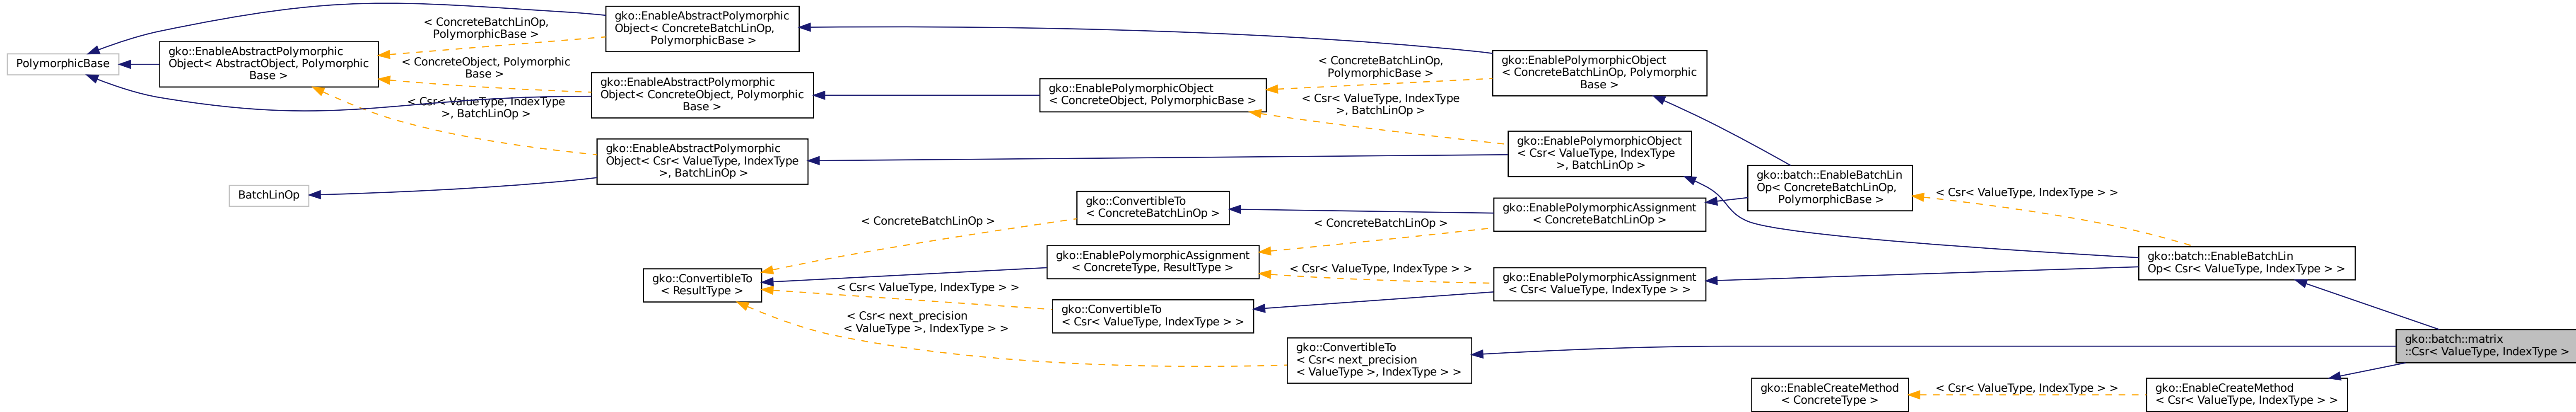 PolymorphicBase
gko::EnableAbstractPolymorphic
Object< AbstractObject, Polymorphic
Base >
BatchLinOp
< ConcreteBatchLinOp,
PolymorphicBase >
< ConcreteObject, Polymorphic
Base >
< Csr< ValueType, IndexType
>, BatchLinOp >
gko::EnableAbstractPolymorphic
Object< ConcreteBatchLinOp,
PolymorphicBase >
gko::EnableAbstractPolymorphic
Object< ConcreteObject, Polymorphic
Base >
gko::EnableAbstractPolymorphic
Object< Csr< ValueType, IndexType
>, BatchLinOp >
gko::ConvertibleTo
< ResultType >
< ConcreteBatchLinOp >
< Csr< ValueType, IndexType > >
< Csr< next_precision
< ValueType >, IndexType > >
gko::EnablePolymorphicObject
< ConcreteObject, PolymorphicBase >
gko::ConvertibleTo
< ConcreteBatchLinOp >
gko::EnablePolymorphicAssignment
< ConcreteType, ResultType >
gko::ConvertibleTo
< Csr< ValueType, IndexType > >
< ConcreteBatchLinOp,
PolymorphicBase >
< Csr< ValueType, IndexType
>, BatchLinOp >
< ConcreteBatchLinOp >
< Csr< ValueType, IndexType > >
gko::ConvertibleTo
< Csr< next_precision
< ValueType >, IndexType > >
gko::EnablePolymorphicObject
< ConcreteBatchLinOp, Polymorphic
Base >
gko::EnablePolymorphicObject
< Csr< ValueType, IndexType
>, BatchLinOp >
gko::EnablePolymorphicAssignment
< ConcreteBatchLinOp >
gko::EnablePolymorphicAssignment
< Csr< ValueType, IndexType > >
gko::batch::EnableBatchLin
Op< ConcreteBatchLinOp,
PolymorphicBase >
gko::EnableCreateMethod
< ConcreteType >
< Csr< ValueType, IndexType > >
< Csr< ValueType, IndexType > >
gko::batch::EnableBatchLin
Op< Csr< ValueType, IndexType > >
gko::EnableCreateMethod
< Csr< ValueType, IndexType > >
gko::batch::matrix
::Csr< ValueType, IndexType >